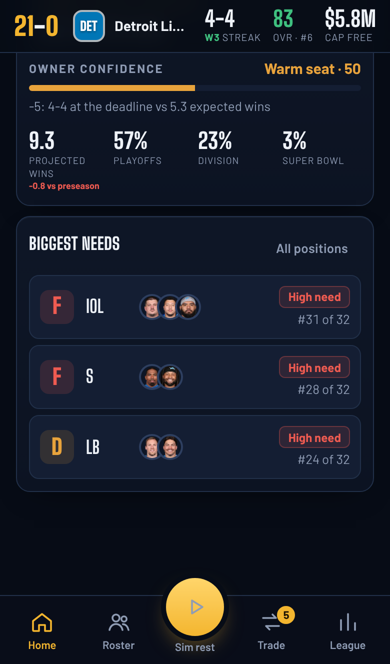 21–0 DET Detroit Li... 4-4 83 $5.8M
W3 STREAK OVR · #6 CAP FREE
OWNER CONFIDENCE Warm seat · 50
-5: 4-4 at the deadline vs 5.3 expected wins
9.3 57% 23% 3%
PROJECTED WINS PLAYOFFS DIVISION SUPER BOWL
-0.8 vs preseason
BIGGEST NEEDS All positions
F IOL High need
#31 of 32
F S High need
#28 of 32
D LB High need
#24 of 32
5
Home Roster Sim rest Trade League